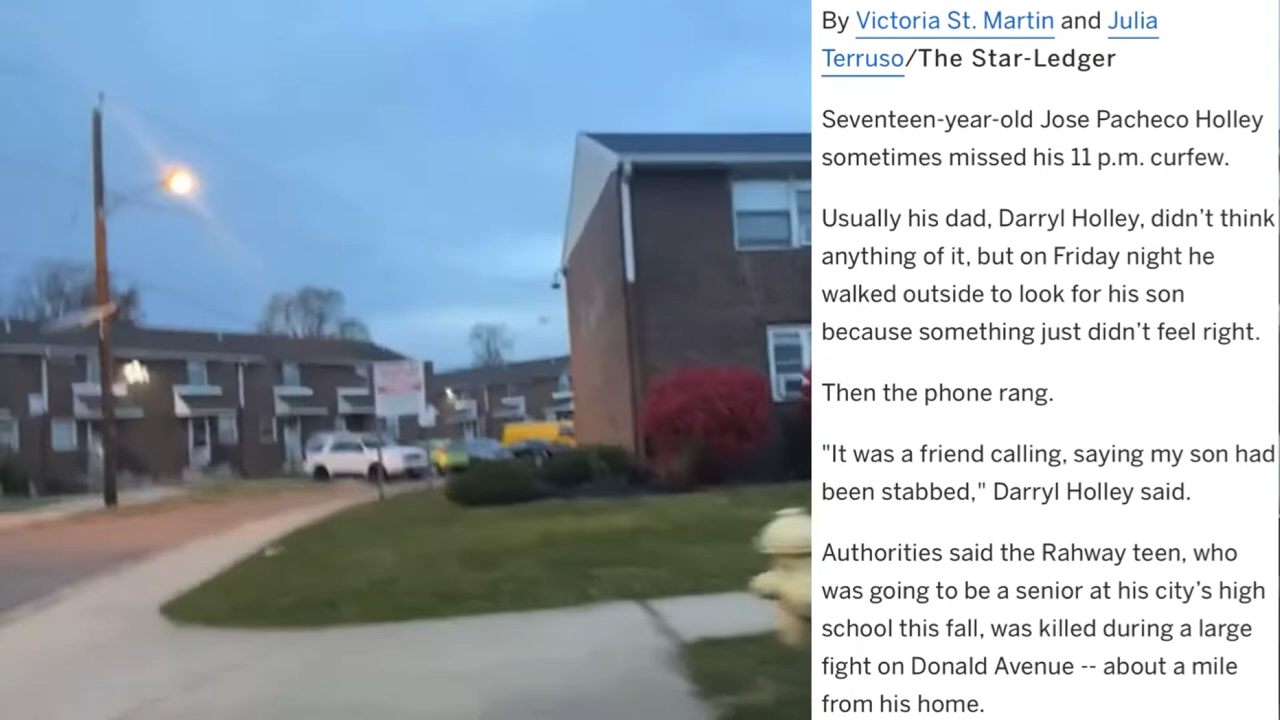 By Victoria St. Martin and Julia
Terruso/The Star-Ledger
Seventeen-year-old Jose Pacheco Holley
sometimes missed his 11 p.m. curfew.
Usually his dad, Darryl Holley, didn’t think
anything of it, but on Friday night he
walked outside to look for his son
because something just didn’t feel right.
Then the phone rang.
"It was a friend calling, saying my son had
been stabbed," Darryl Holley said.
Authorities said the Rahway teen, who
was going to be a senior at his city’s high
school this fall, was killed during a large
fight on Donald Avenue -- about a mile
from his home.